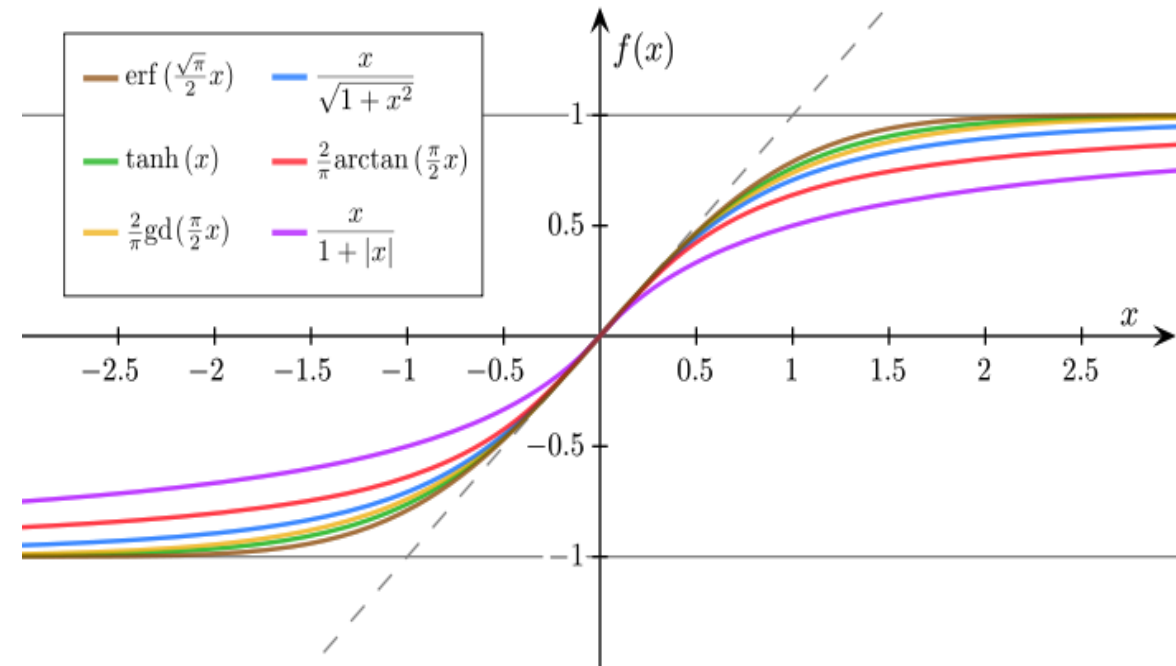 f(x)
erf(√π/2 x)
x/√(1 + x²)
1
tanh(x)
2/π arctan(π/2 x)
2/π gd(π/2 x)
x/(1 + |x|)
0.5
x
−2.5 −2 −1.5 −1 −0.5 0.5 1 1.5 2 2.5
−0.5
−1